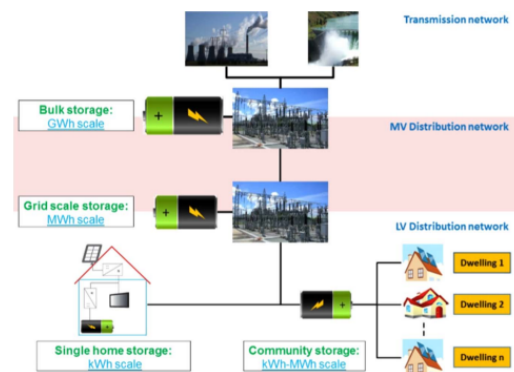 Transmission network
Bulk storage:
GWh scale
MV Distribution network
Grid scale storage:
MWh scale
LV Distribution network
Dwelling 1
Dwelling 2
Dwelling n
Single home storage:
kWh scale
Community storage:
kWh-MWh scale